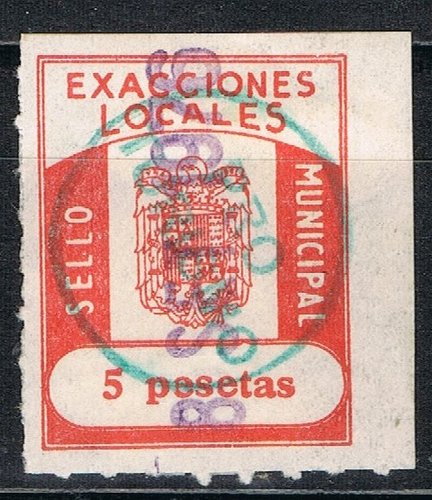 EXACCIONES
LOCALES
SELLO
MUNICIPAL
5 pesetas